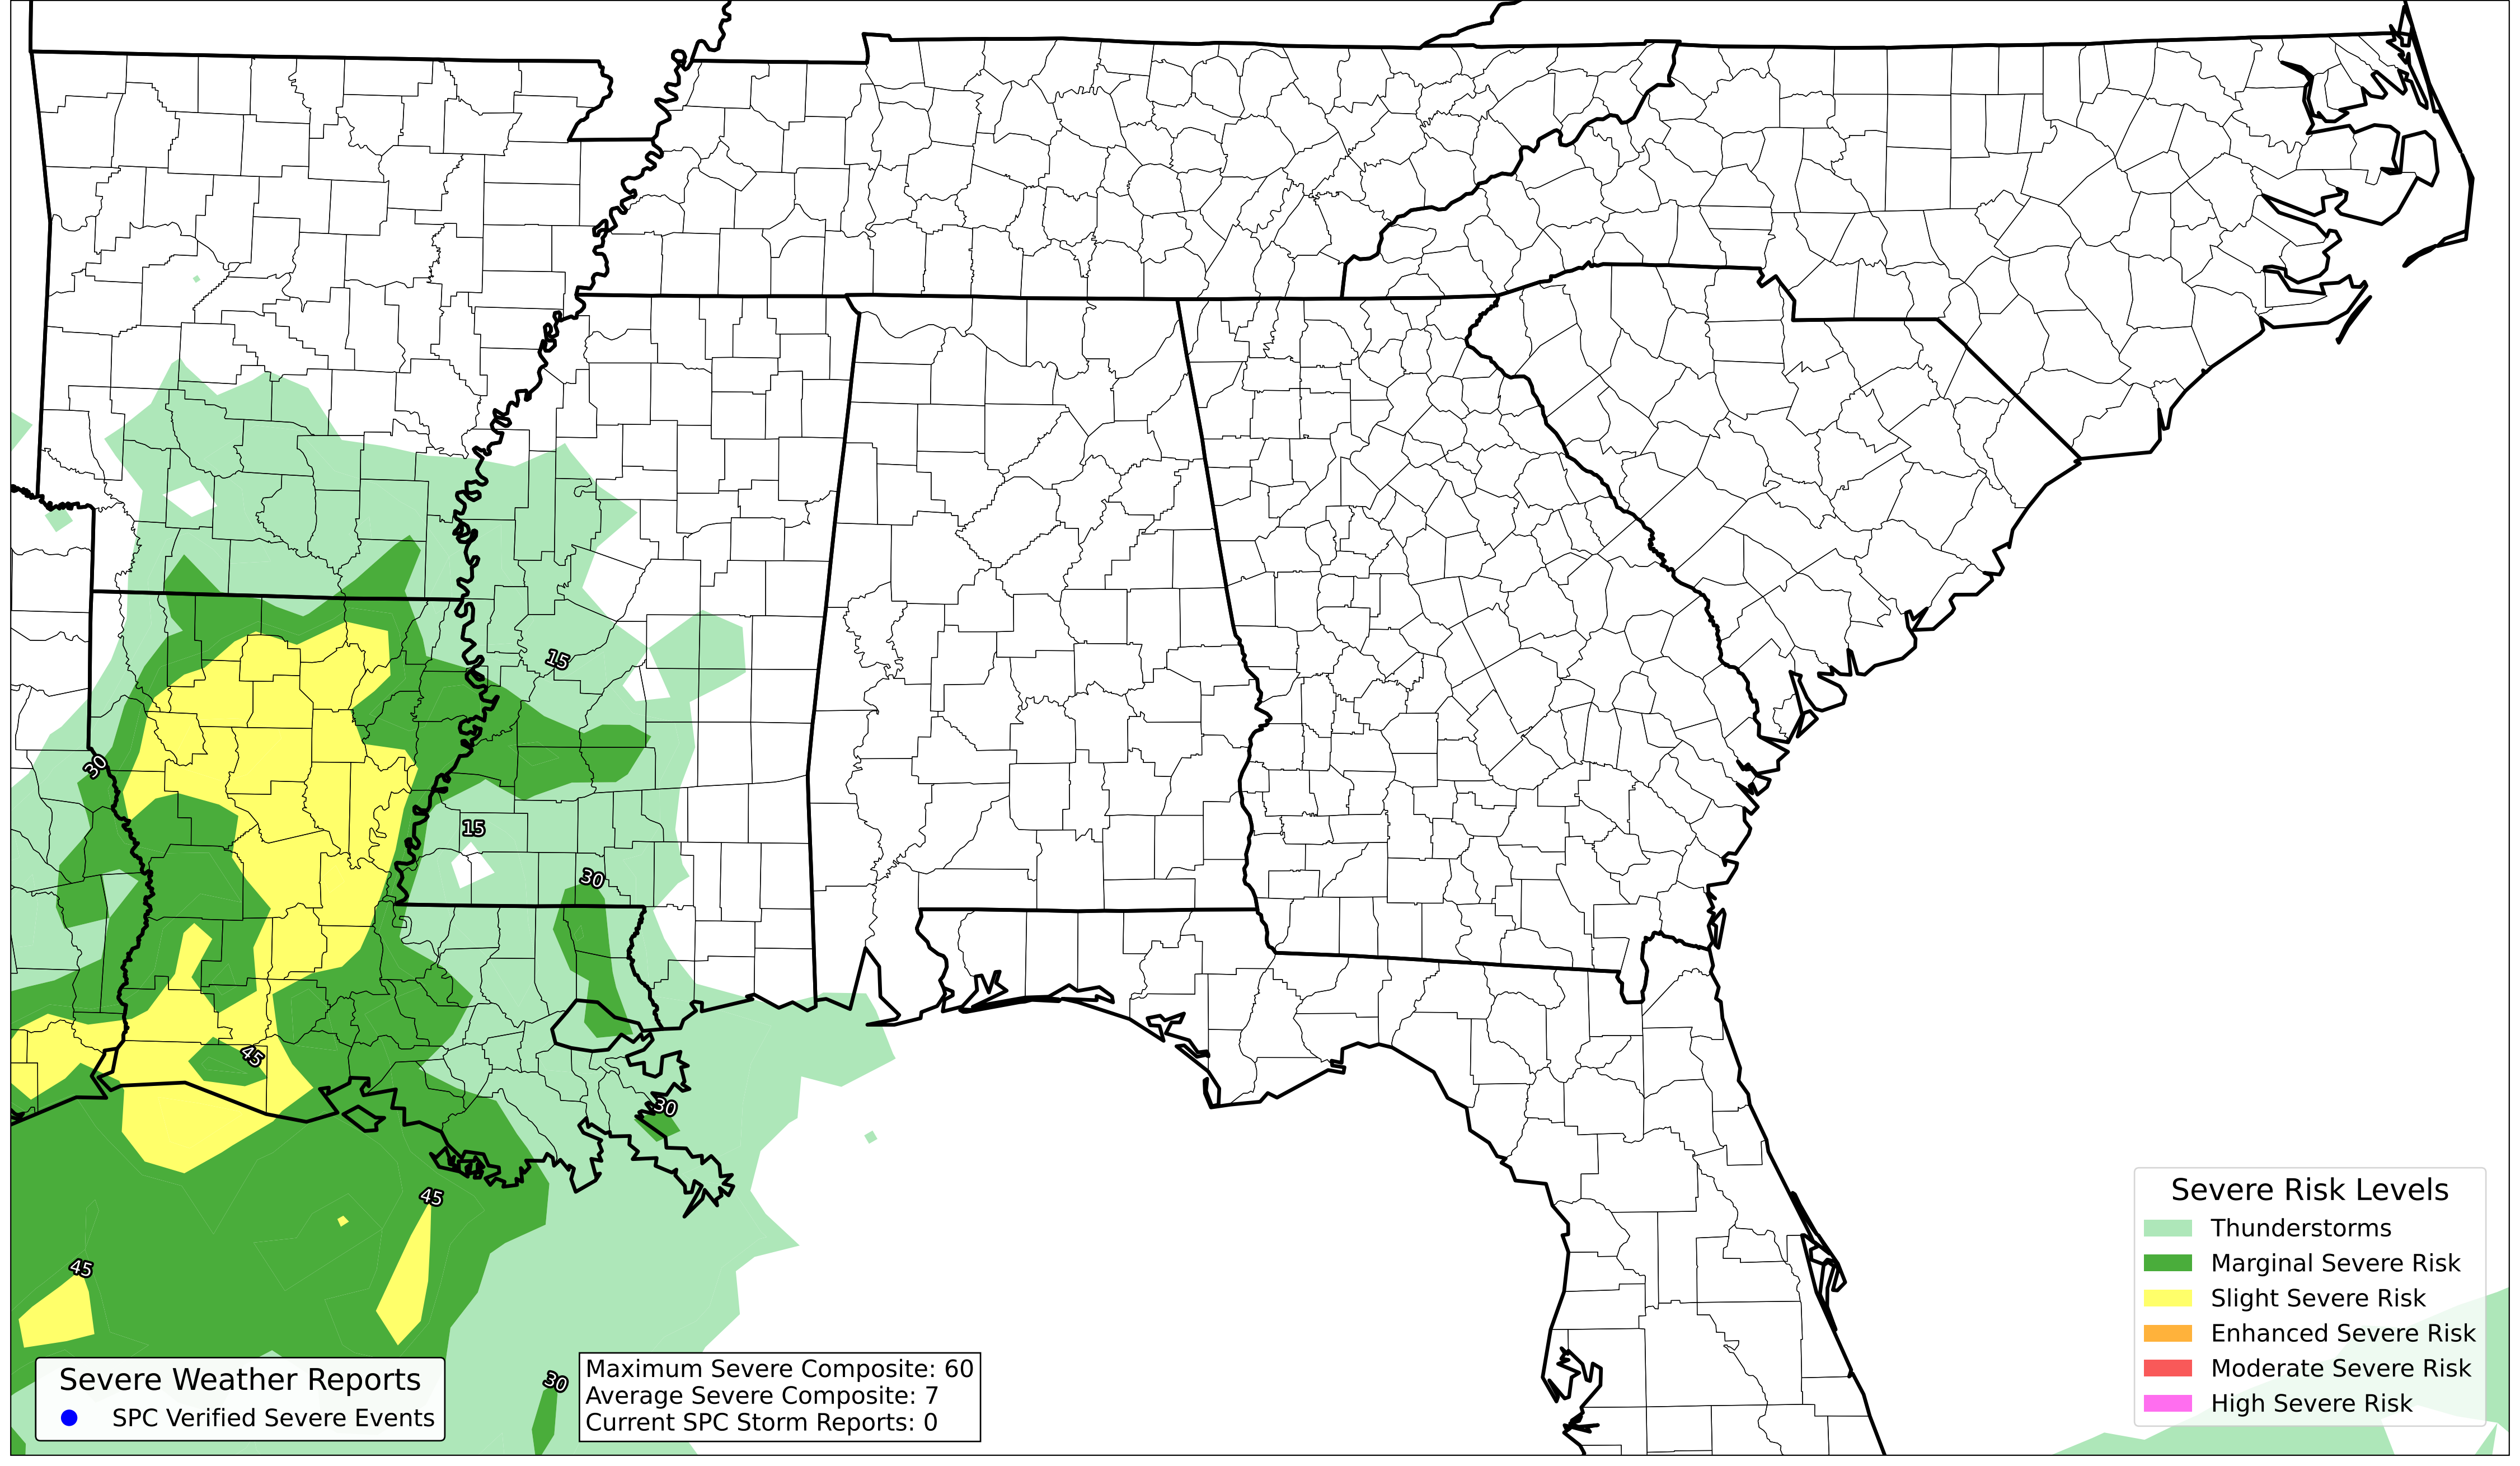 15
30
15
30
45
30
45
45
30
Severe Weather Reports
SPC Verified Severe Events
Maximum Severe Composite: 60
Average Severe Composite: 7
Current SPC Storm Reports: 0
Severe Risk Levels
Thunderstorms
Marginal Severe Risk
Slight Severe Risk
Enhanced Severe Risk
Moderate Severe Risk
High Severe Risk